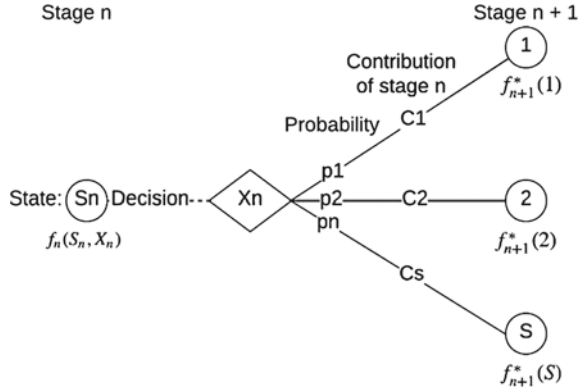 Stage n
Stage n + 1
1
Contribution
of stage n
f*n+1(1)
C1
Probability
p1
State: Sn Decision Xn p2 C2 2
fn(Sn, Xn)
pn
f*n+1(2)
Cs
S
f*n+1(S)